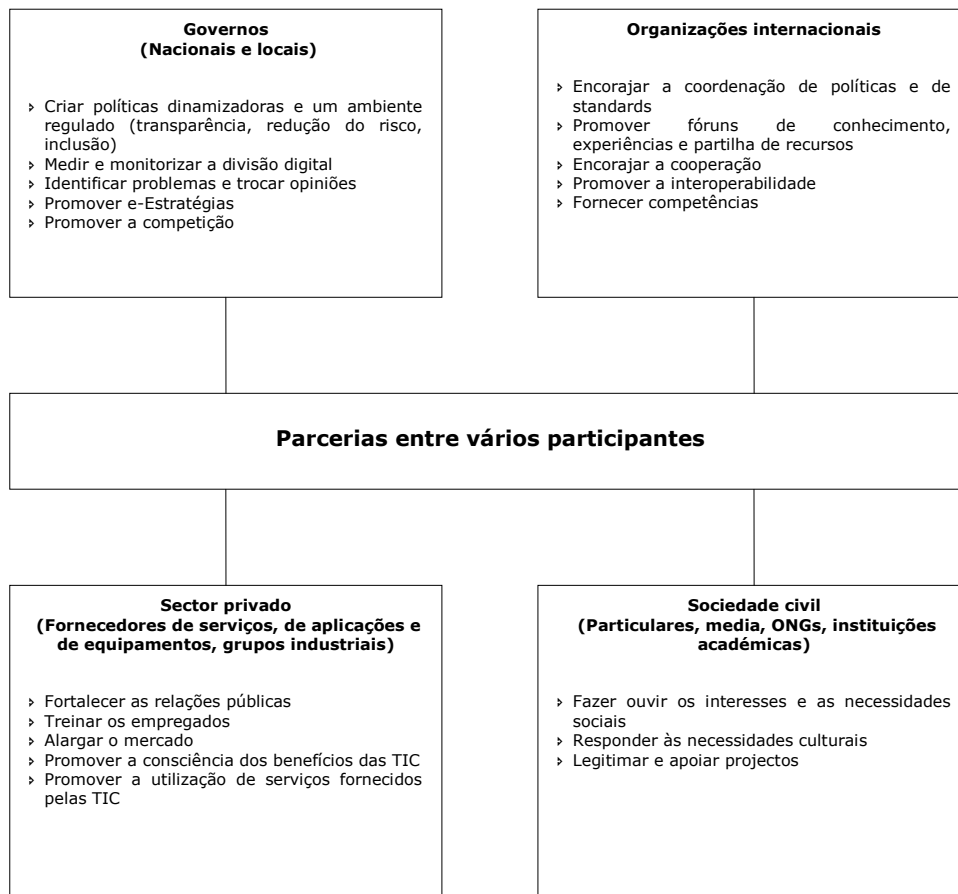 Governos
(Nacionais e locais)
Criar políticas dinamizadoras e um ambiente
regulado (transparência, redução do risco,
inclusão)
Medir e monitorizar a divisão digital
Identificar problemas e trocar opiniões
Promover e-Estratégias
Promover a competição
Organizações internacionais
Encorajar a coordenação de políticas e de
standards
Promover fóruns de conhecimento,
experiências e partilha de recursos
Encorajar a cooperação
Promover a interoperabilidade
Fornecer competências
Parcerias entre vários participantes
Sector privado
(Fornecedores de serviços, de aplicações e
de equipamentos, grupos industriais)
Fortalecer as relações públicas
Treinar os empregados
Alargar o mercado
Promover a consciência dos benefícios das TIC
Promover a utilização de serviços fornecidos
pelas TIC
Sociedade civil
(Particulares, media, ONGs, instituições
académicas)
Fazer ouvir os interesses e as necessidades
sociais
Responder às necessidades culturais
Legitimar e apoiar projectos